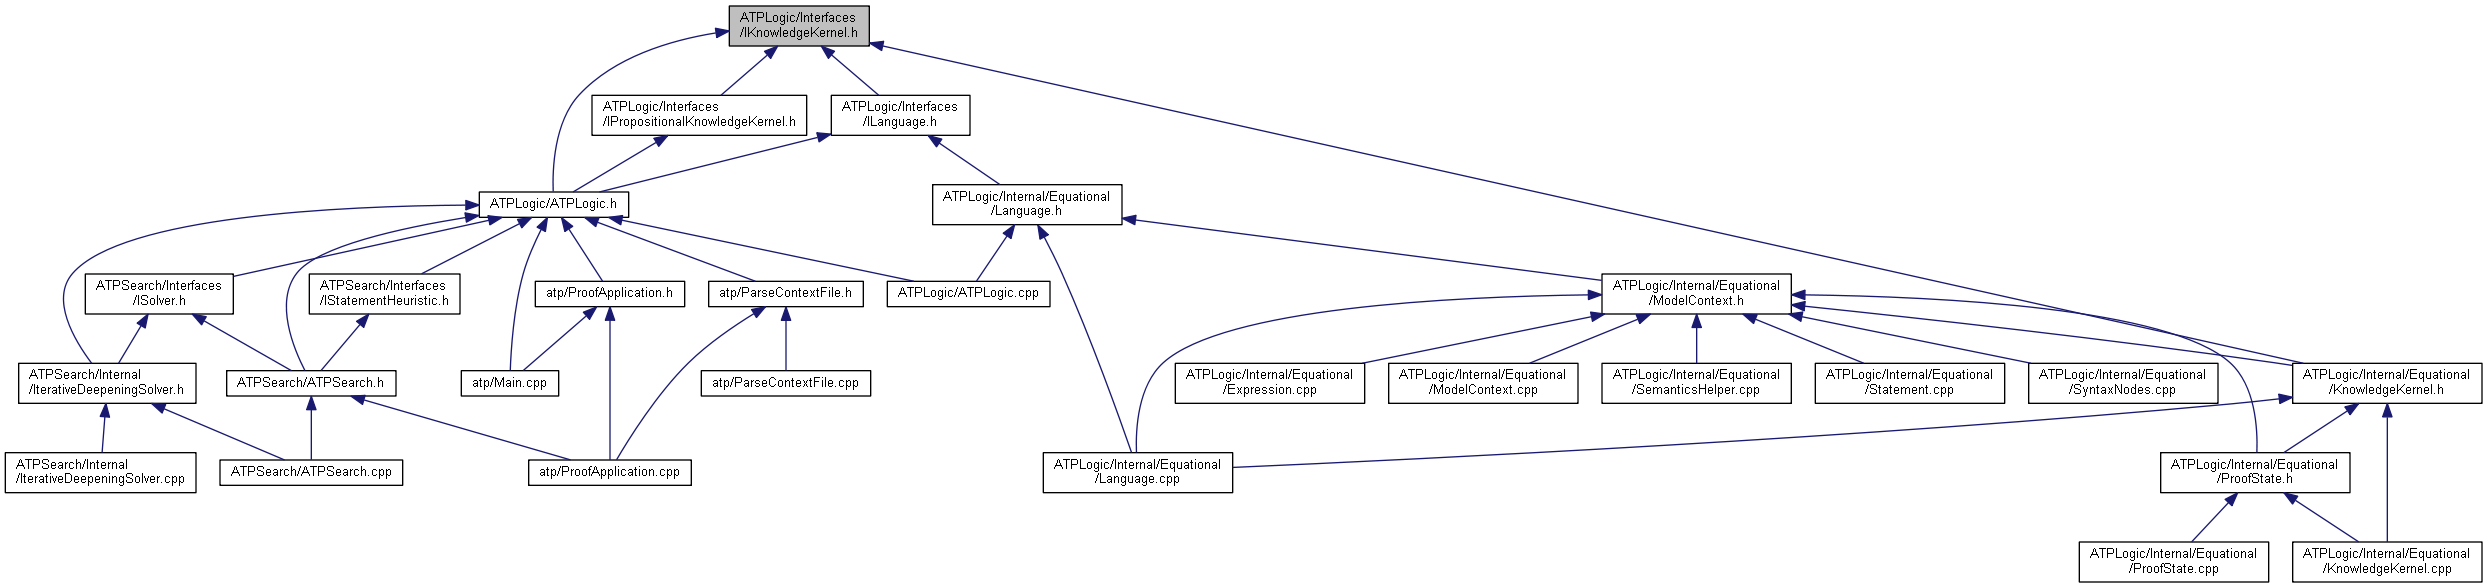 ATPLogic/Interfaces
/IKnowledgeKernel.h
ATPLogic/Interfaces
/IPropositionalKnowledgeKernel.h
ATPLogic/Interfaces
/ILanguage.h
ATPLogic/ATPLogic.h
ATPLogic/Internal/Equational
/Language.h
ATPSearch/Interfaces
/ISolver.h
ATPSearch/Interfaces
/IStatementHeuristic.h
atp/ProofApplication.h
atp/ParseContextFile.h
ATPLogic/ATPLogic.cpp
ATPLogic/Internal/Equational
/ModelContext.h
ATPSearch/Internal
/IterativeDeepeningSolver.h
ATPSearch/ATPSearch.h
atp/Main.cpp
atp/ParseContextFile.cpp
ATPLogic/Internal/Equational
/Expression.cpp
ATPLogic/Internal/Equational
/ModelContext.cpp
ATPLogic/Internal/Equational
/SemanticsHelper.cpp
ATPLogic/Internal/Equational
/Statement.cpp
ATPLogic/Internal/Equational
/SyntaxNodes.cpp
ATPLogic/Internal/Equational
/KnowledgeKernel.h
ATPSearch/Internal
/IterativeDeepeningSolver.cpp
ATPSearch/ATPSearch.cpp
atp/ProofApplication.cpp
ATPLogic/Internal/Equational
/Language.cpp
ATPLogic/Internal/Equational
/ProofState.h
ATPLogic/Internal/Equational
/ProofState.cpp
ATPLogic/Internal/Equational
/KnowledgeKernel.cpp